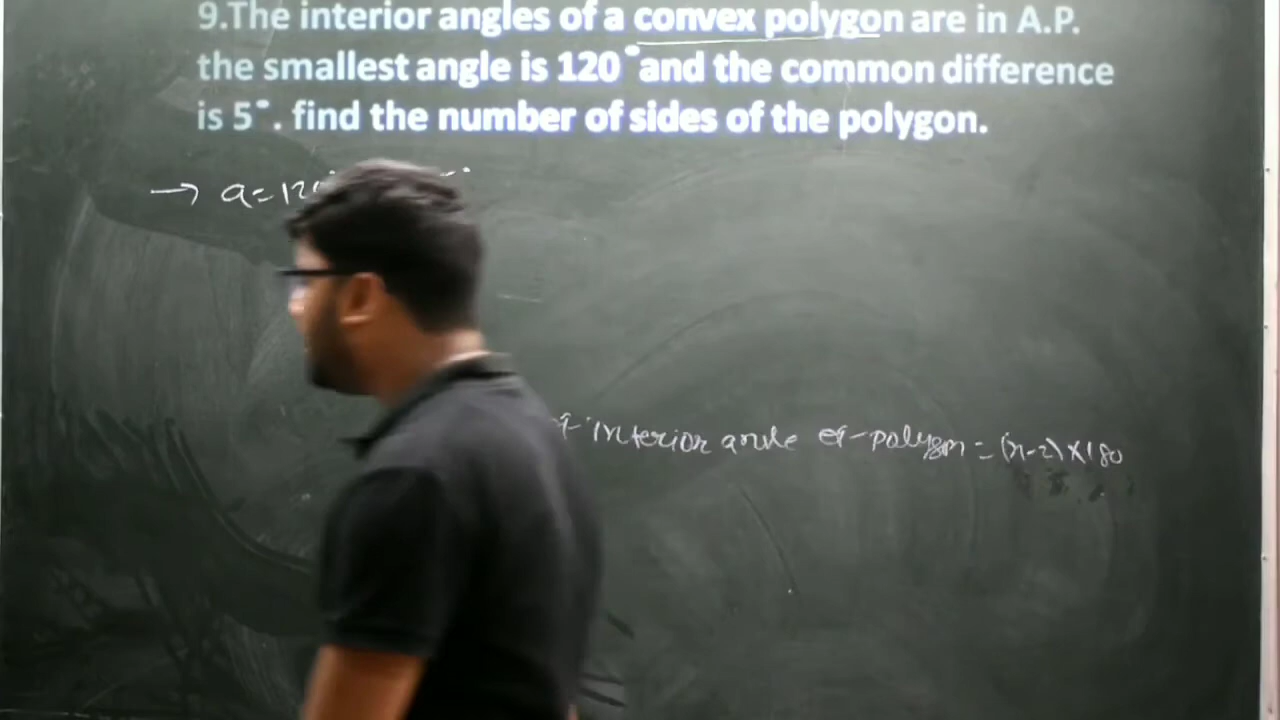 9.The interior angles of a convex polygon are in A.P.
the smallest angle is 120° and the common difference
is 5°. find the number of sides of the polygon.
→ a=120
interior angle of polygon = (n-2)×180